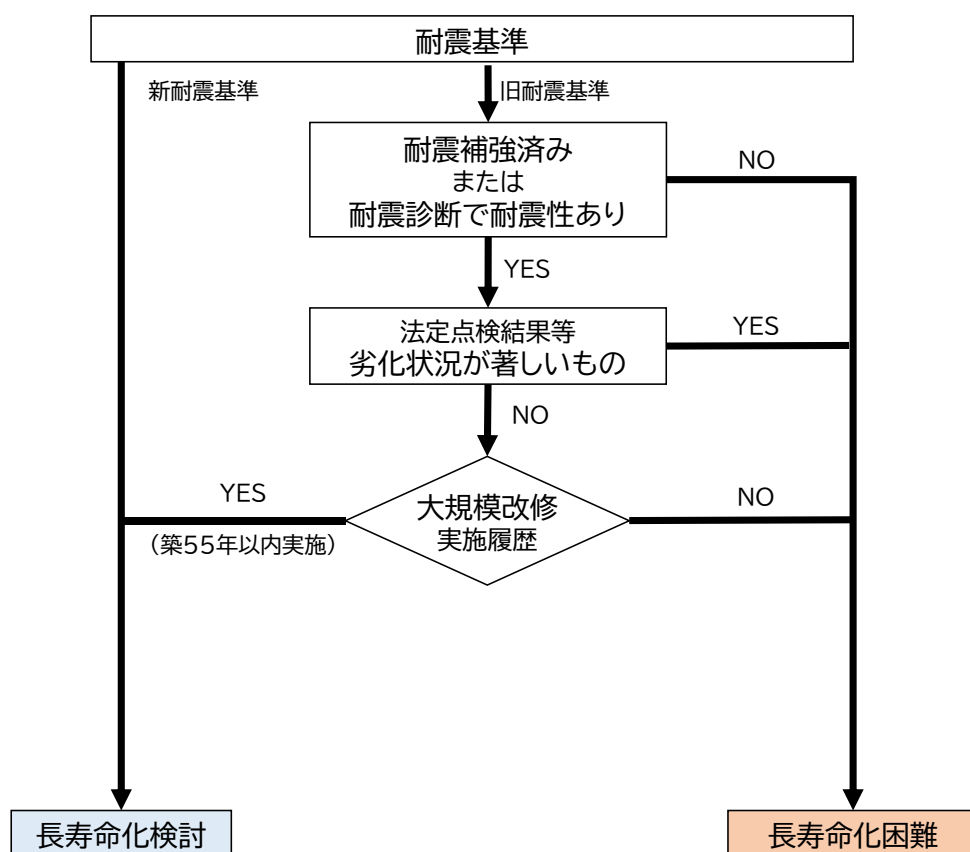 耐震基準
新耐震基準
旧耐震基準
耐震補強済み
または
耐震診断で耐震性あり
NO
YES
法定点検結果等
劣化状況が著しいもの
YES
NO
大規模改修
実施履歴
YES
(築55年以内実施)
NO
長寿命化検討
長寿命化困難